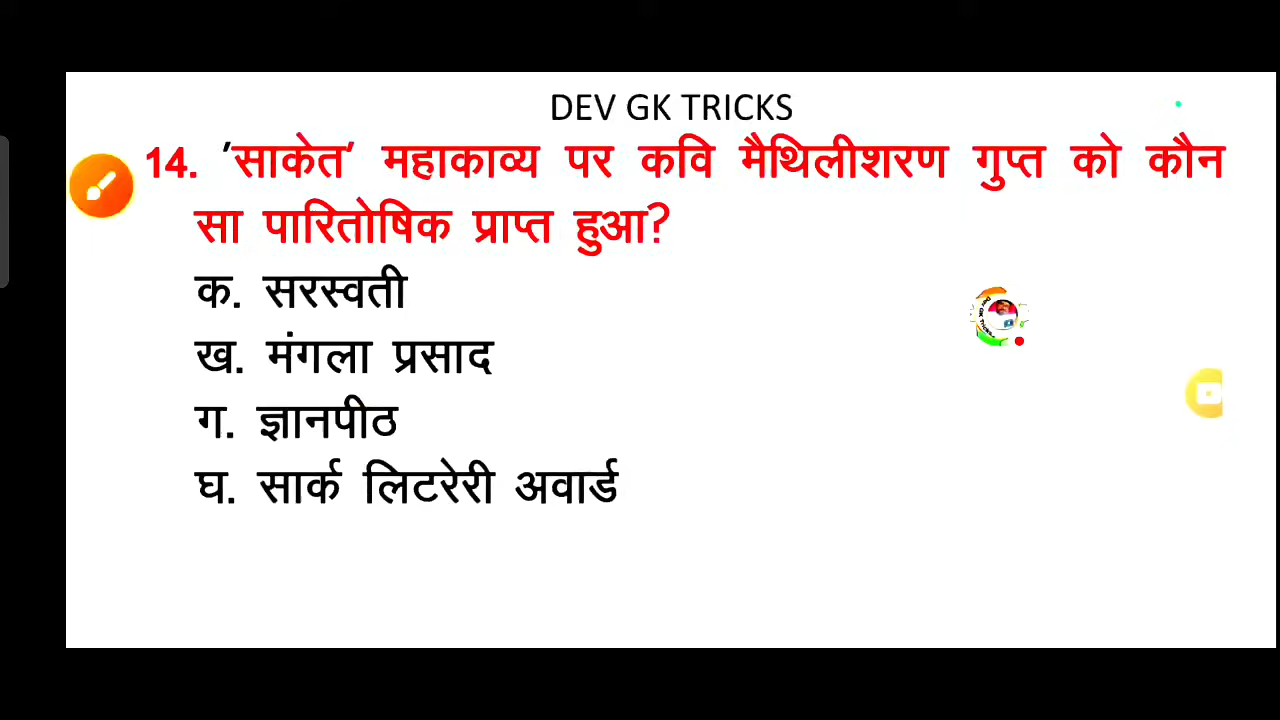 DEV GK TRICKS
14. 'साकेत' महाकाव्य पर कवि मैथिलीशरण गुप्त को कौन
सा पारितोषिक प्राप्त हुआ?
क. सरस्वती
ख. मंगला प्रसाद
ग. ज्ञानपीठ
घ. सार्क लिटरेरी अवार्ड